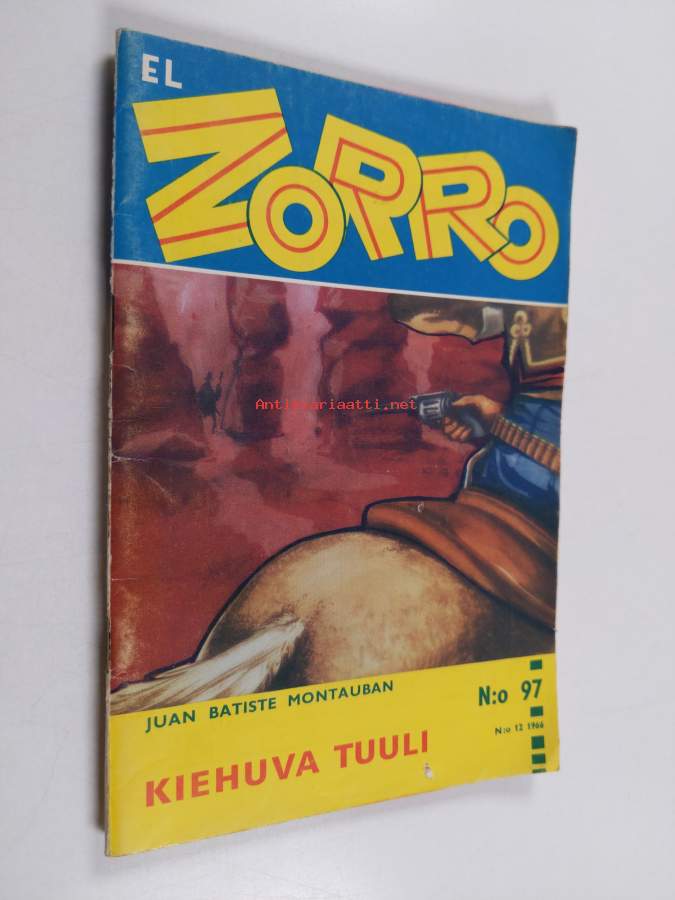 EL
ZORRO
Antikvariaatti.net
JUAN BATISTE MONTAUBAN
N:o 97
N:o 12 1966
KIEHUVA TUULI